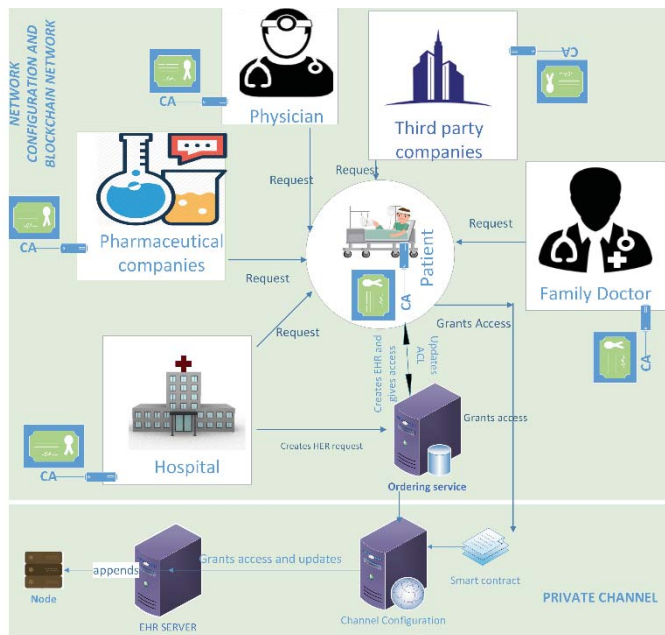 NETWORK
CONFIGURATION AND
BLOCKCHAIN NETWORK
CA
Physician
CA
Third party
companies
Request
Request
CA
Pharmaceutical
companies
Request
Patient
CA
Request
Family Doctor
CA
Request
Grants Access
Creates EHR and
gives access
Updates
ACL
Grants access
Hospital
CA
Creates HER request
Ordering service
Grants access and updates
appends
Node
EHR SERVER
Channel Configuration
Smart contract
PRIVATE CHANNEL